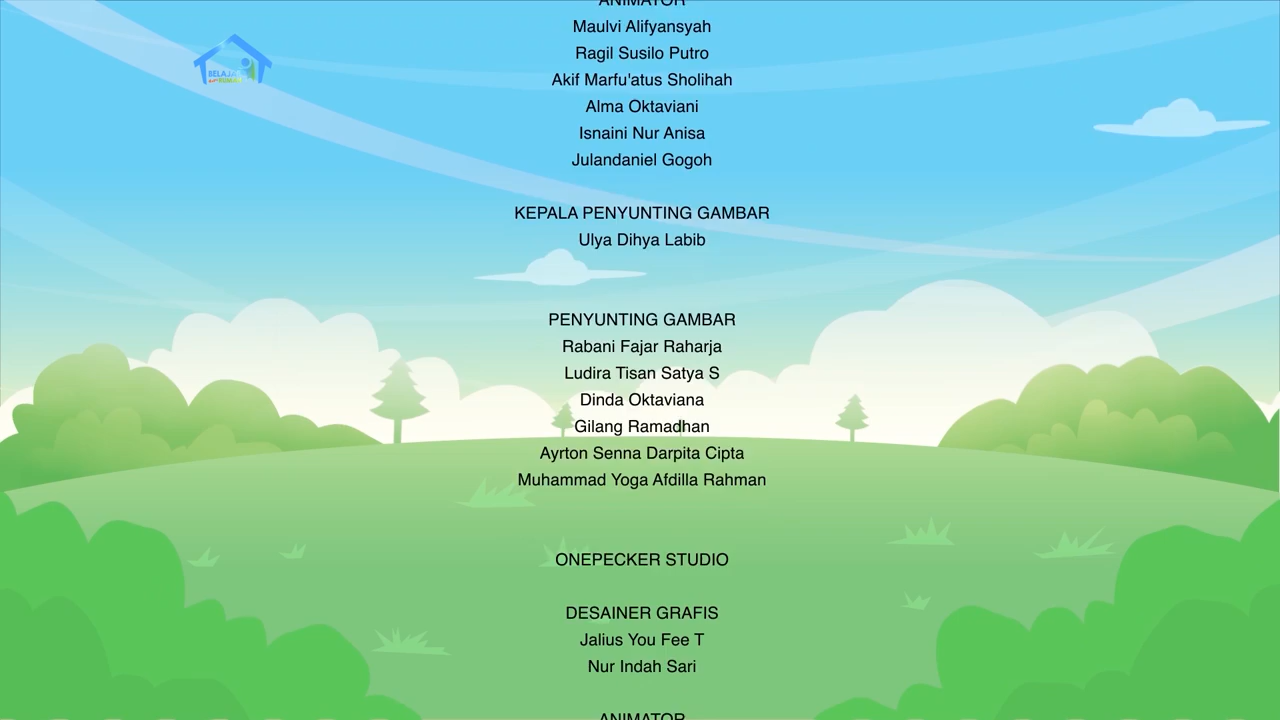 ANIMATOR
Maulvi Alifyansyah
Ragil Susilo Putro
Akif Marfu'atus Sholihah
Alma Oktaviani
Isnaini Nur Anisa
Julandaniel Gogoh
KEPALA PENYUNTING GAMBAR
Ulya Dihya Labib
PENYUNTING GAMBAR
Rabani Fajar Raharja
Ludira Tisan Satya S
Dinda Oktaviana
Gilang Ramadhan
Ayrton Senna Darpita Cipta
Muhammad Yoga Afdilla Rahman
ONEPECKER STUDIO
DESAINER GRAFIS
Jalius You Fee T
Nur Indah Sari
ANIMATOR